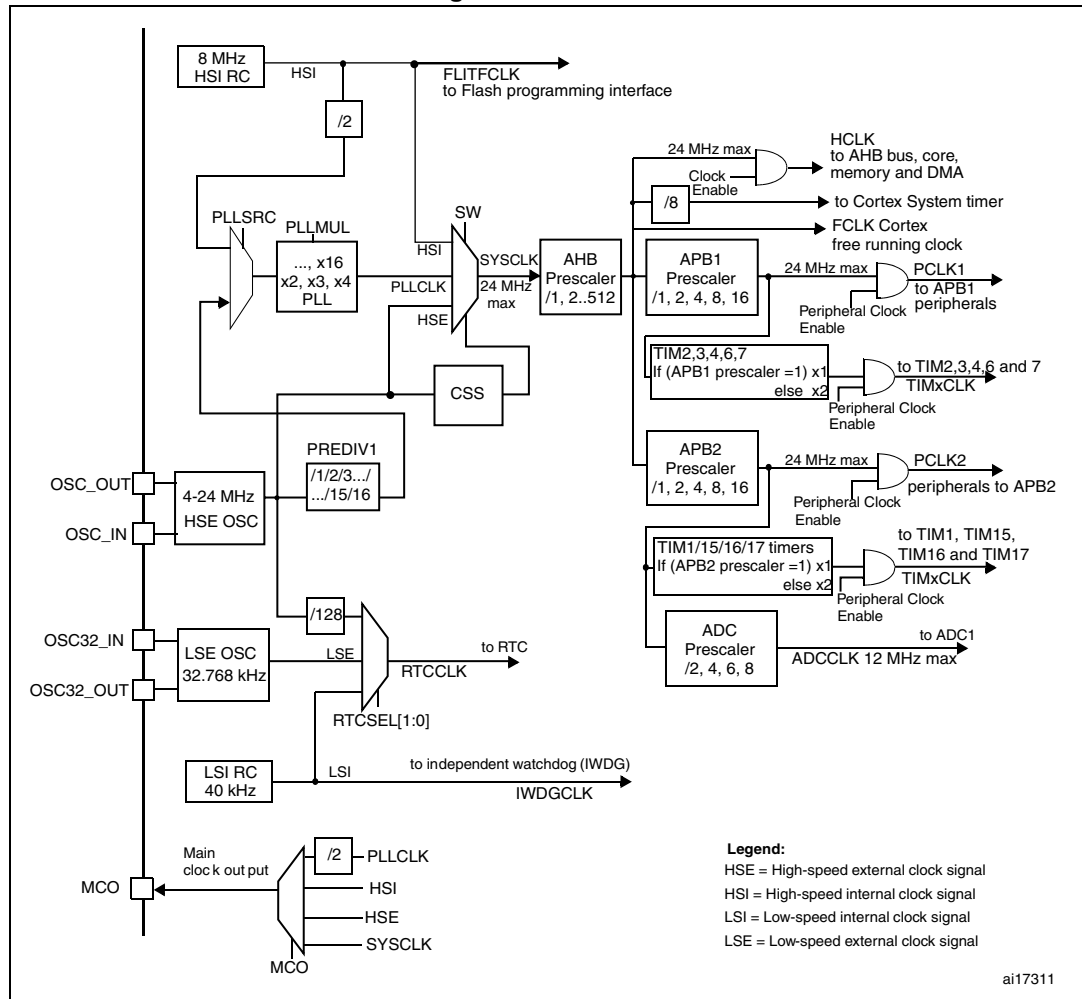 8 MHz
HSI RC
HSI
FLITFCLK
to Flash programming interface
/2
HCLK
to AHB bus, core,
memory and DMA
24 MHz max
Clock
Enable
/8
to Cortex System timer
FCLK Cortex
free running clock
PLLSRC
PLLMUL
..., x16
x2, x3, x4
PLL
SW
HSI
PLLCLK
HSE
SYSCLK
24 MHz
max
AHB
Prescaler
/1, 2..512
APB1
Prescaler
/1, 2, 4, 8, 16
24 MHz max
PCLK1
to APB1
peripherals
Peripheral Clock
Enable
TIM2,3,4,6,7
If (APB1 prescaler =1) x1
else x2
to TIM2,3,4,6 and 7
TIMxCLK
Peripheral Clock
Enable
CSS
PREDIV1
/1/2/3.../
.../15/16
OSC_OUT
OSC_IN
4-24 MHz
HSE OSC
APB2
Prescaler
/1, 2, 4, 8, 16
24 MHz max
PCLK2
peripherals to APB2
Peripheral Clock
Enable
TIM1/15/16/17 timers
If (APB2 prescaler =1) x1
else x2
to TIM1, TIM15,
TIM16 and TIM17
TIMxCLK
Peripheral Clock
Enable
ADC
Prescaler
/2, 4, 6, 8
to ADC1
ADCCLK 12 MHz max
/128
OSC32_IN
OSC32_OUT
LSE OSC
32.768 kHz
LSE
to RTC
RTCCLK
RTCSEL[1:0]
LSI RC
40 kHz
LSI
to independent watchdog (IWDG)
IWDGCLK
MCO
Main
clock output
/2
PLLCLK
HSI
HSE
SYSCLK
MCO
Legend:
HSE = High-speed external clock signal
HSI = High-speed internal clock signal
LSI = Low-speed internal clock signal
LSE = Low-speed external clock signal
ai17311